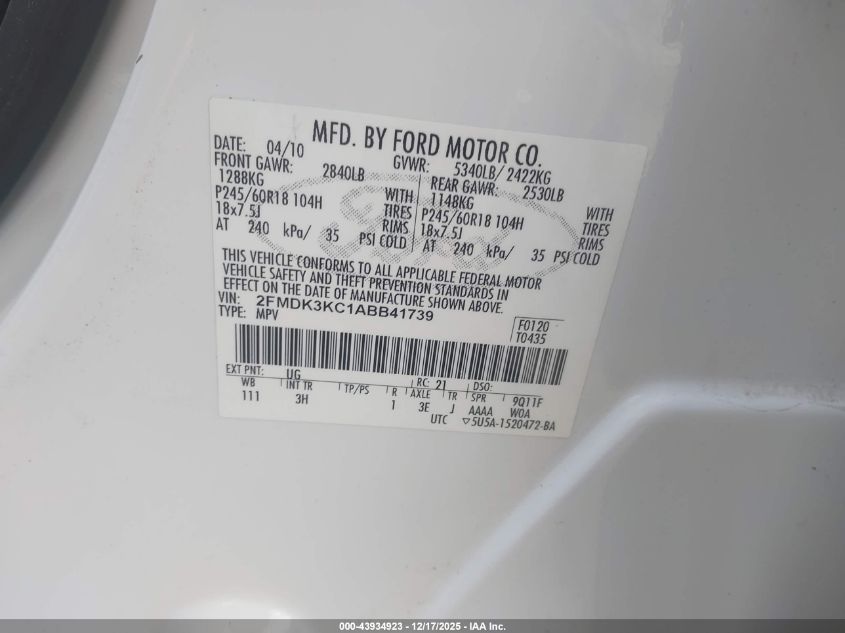 MFD. BY FORD MOTOR CO.
DATE: 04/10 GVWR: 5340LB/ 2422KG
FRONT GAWR: 2840LB REAR GAWR: 2530LB
1288KG WITH 1148KG WITH
P245/60R18 104H TIRES P245/60R18 104H TIRES
18x7.5J RIMS 18x7.5J RIMS
AT 240 kPa/ 35 PSI COLD AT 240 kPa/ 35 PSI COLD
THIS VEHICLE CONFORMS TO ALL APPLICABLE FEDERAL MOTOR
VEHICLE SAFETY AND THEFT PREVENTION STANDARDS IN
EFFECT ON THE DATE OF MANUFACTURE SHOWN ABOVE.
VIN: 2FMDK3KC1ABB41739
TYPE: MPV
F0120
T0435
EXT PNT: UG RC: 21 DSO:
WB INT TR TP/PS R AXLE TR SPR 9Q11F
111 3H 1 3E J AAAA W0A
UTC ▽5U5A-1520472-BA
Ford
000-43934923 - 12/17/2025 - IAA Inc.